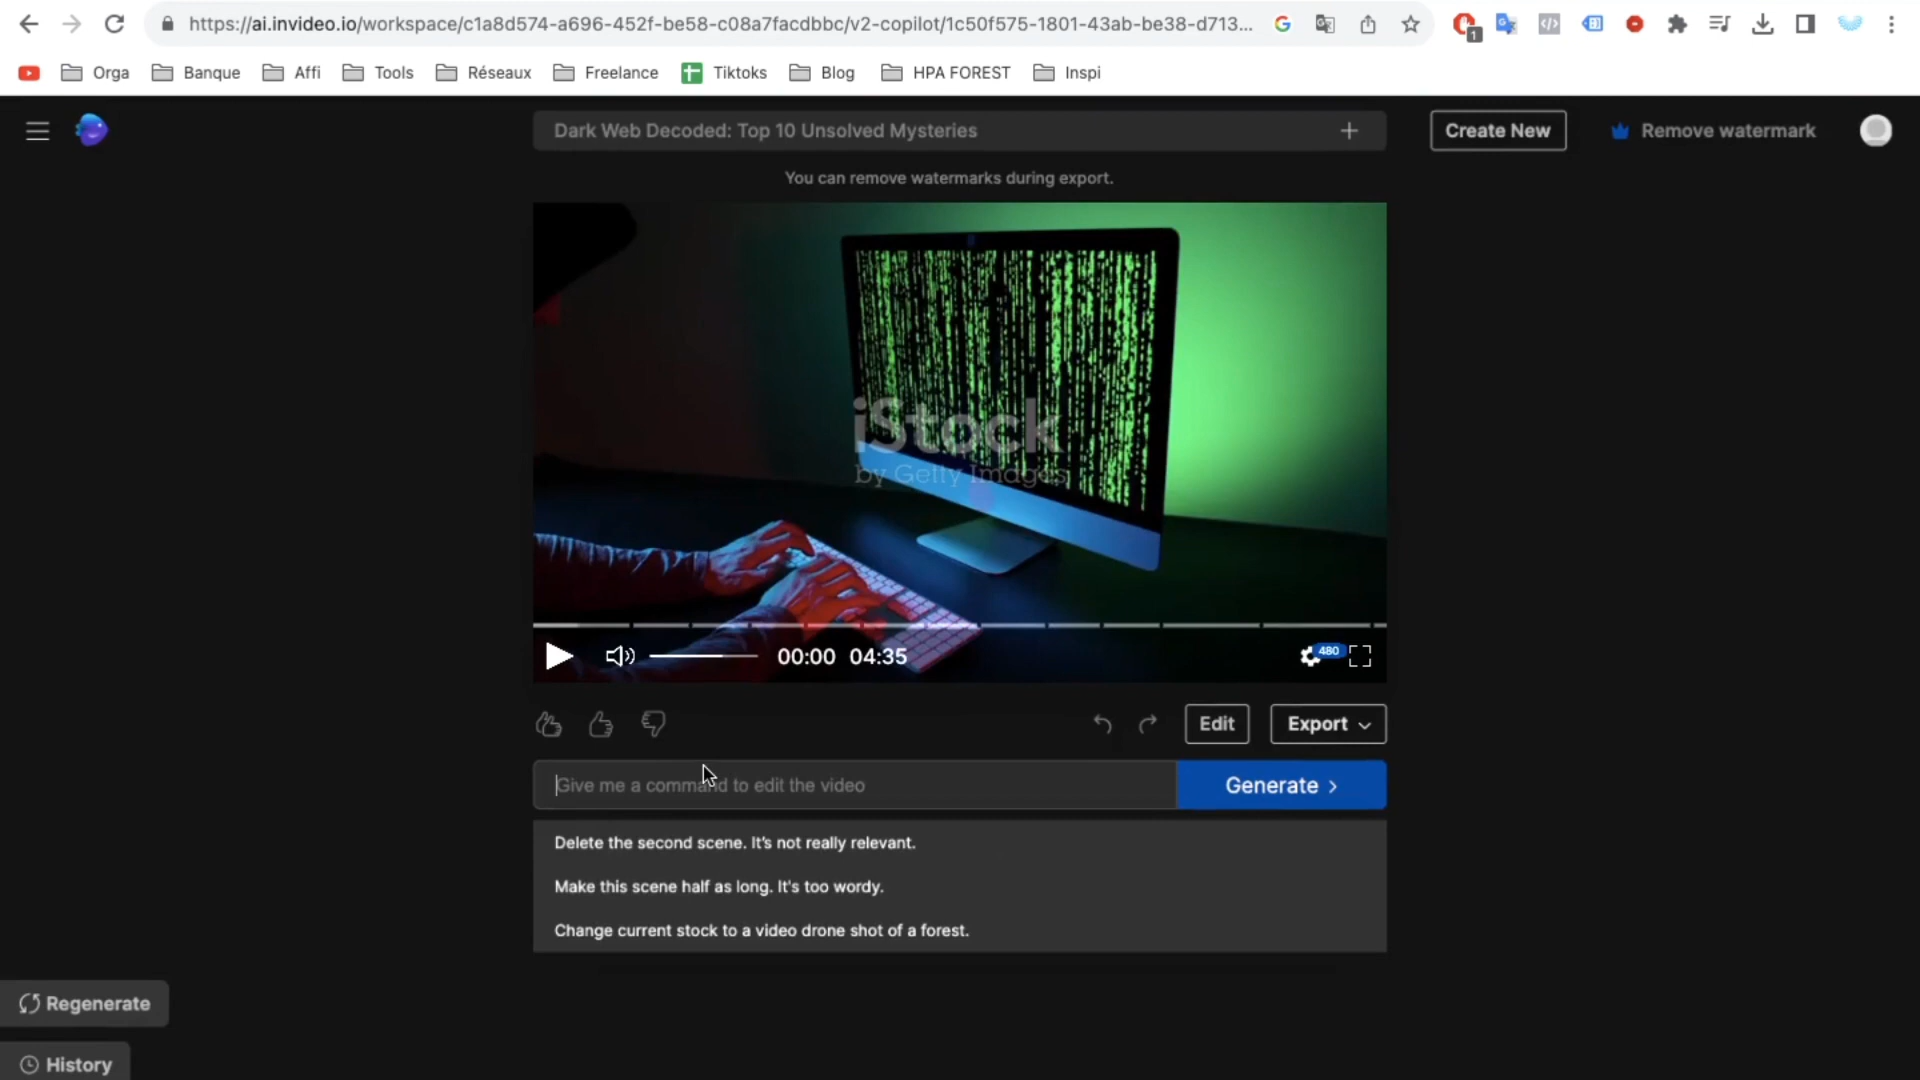 https://ai.invideo.io/workspace/c1a8d574-a696-452f-be58-c08a7facdbbc/v2-copilot/1c50f575-1801-43ab-be38-d713...
1
Orga
Banque
Affi
Tools
Réseaux
Freelance
Tiktoks
Blog
HPA FOREST
Inspi
Dark Web Decoded: Top 10 Unsolved Mysteries
Create New
Remove watermark
You can remove watermarks during export.
iStock
by Getty Images
00:00 04:35
480
Edit
Export
Give me a command to edit the video
Generate >
Delete the second scene. It's not really relevant.
Make this scene half as long. It's too wordy.
Change current stock to a video drone shot of a forest.
Regenerate
History